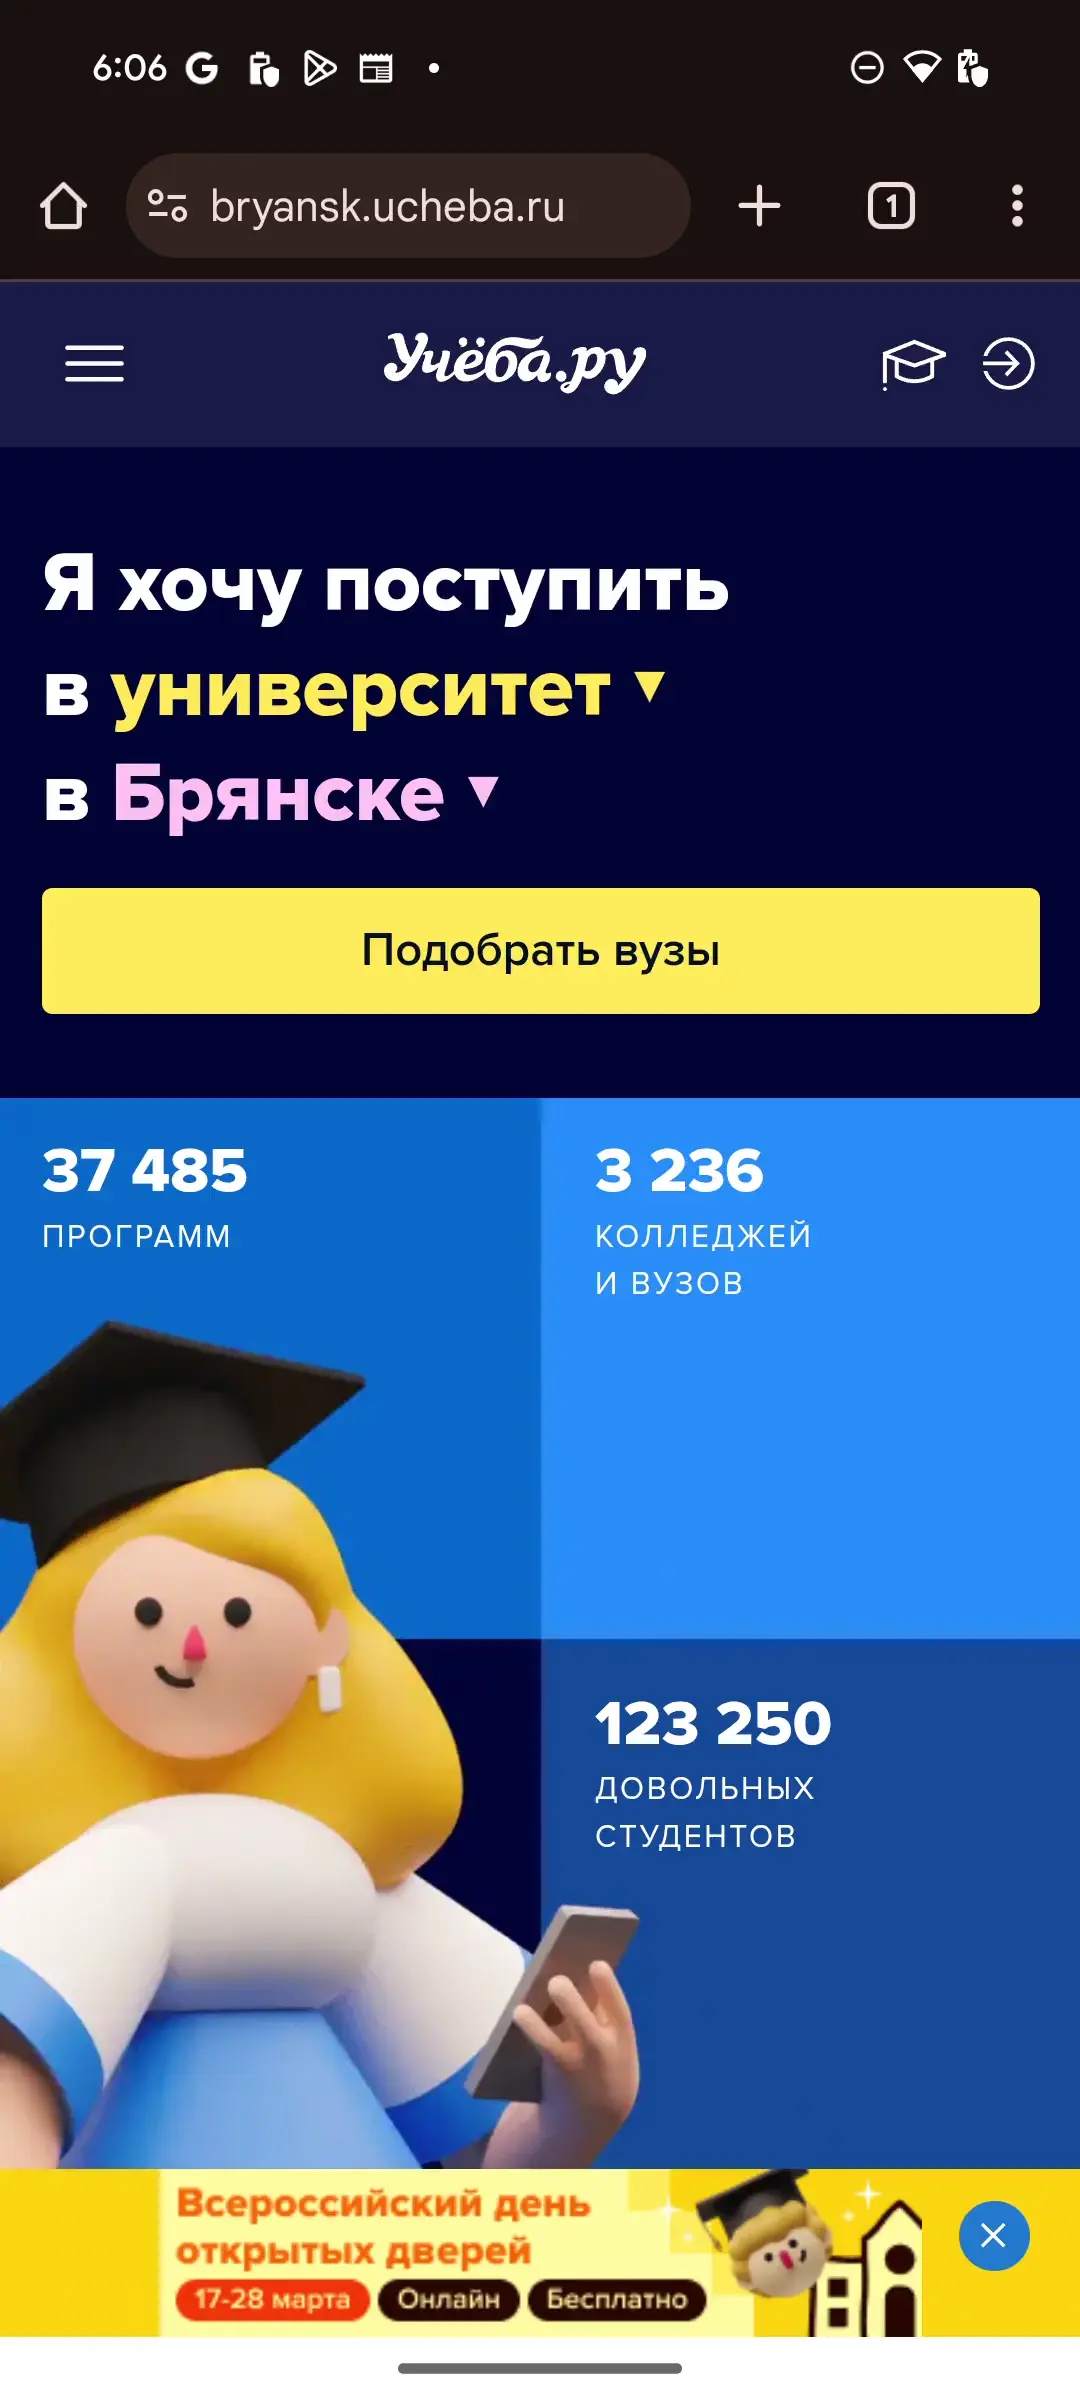 6:06
bryansk.ucheba.ru
1
Учёба.ру
Я хочу поступить
в университет
в Брянске
Подобрать вузы
37 485
ПРОГРАММ
3 236
КОЛЛЕДЖЕЙ
И ВУЗОВ
123 250
ДОВОЛЬНЫХ
СТУДЕНТОВ
Всероссийский день
открытых дверей
17-28 марта Онлайн Бесплатно